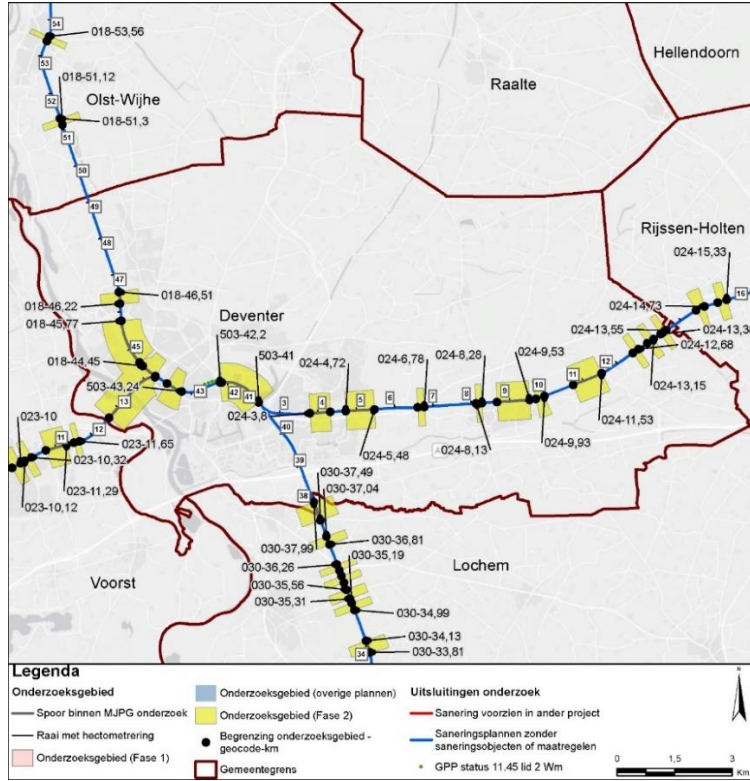 54
018-53,56
Hellendoorn
53
018-51,12
Raalte
52
Olst-Wijhe
018-51,3
51
50
49
48
Rijssen-Holten
024-15,33
47
018-46,51
16
018-46,22
024-14,73
018-45,77
Deventer
503-42,2
024-13,55
024-13,38
45
024-9,53
018-44,45
503-41
024-6,78
024-8,28
024-12,68
024-4,72
12
11
503-43,24
43
42
024-13,15
10
9
8
7
6
5
4
3
41
13
024-3,8
40
023-10
024-11,53
12
11
023-11,65
024-8,13
024-9,93
39
024-5,48
023-10,32
030-37,49
023-11,29
030-37,04
023-10,12
38
030-36,81
030-37,99
030-35,19
Voorst
030-36,26
Lochem
030-35,56
030-35,31
030-34,99
030-34,13
34
030-33,81
Legenda
Onderzoeksgebied
Spoor binnen MJPG onderzoek
Raai met hectometrering
Onderzoeksgebied (Fase 1)
Onderzoeksgebied (overige plannen)
Onderzoeksgebied (Fase 2)
Begrenzing onderzoeksgebied -
geocode-km
Gemeentegrens
Uitsluitingen onderzoek
Sanering voorzien in ander project
Saneringsplannen zonder
saneringsobjecten of maatregelen
GPP status 11.45 lid 2 Wm
0 1,5 3
Km